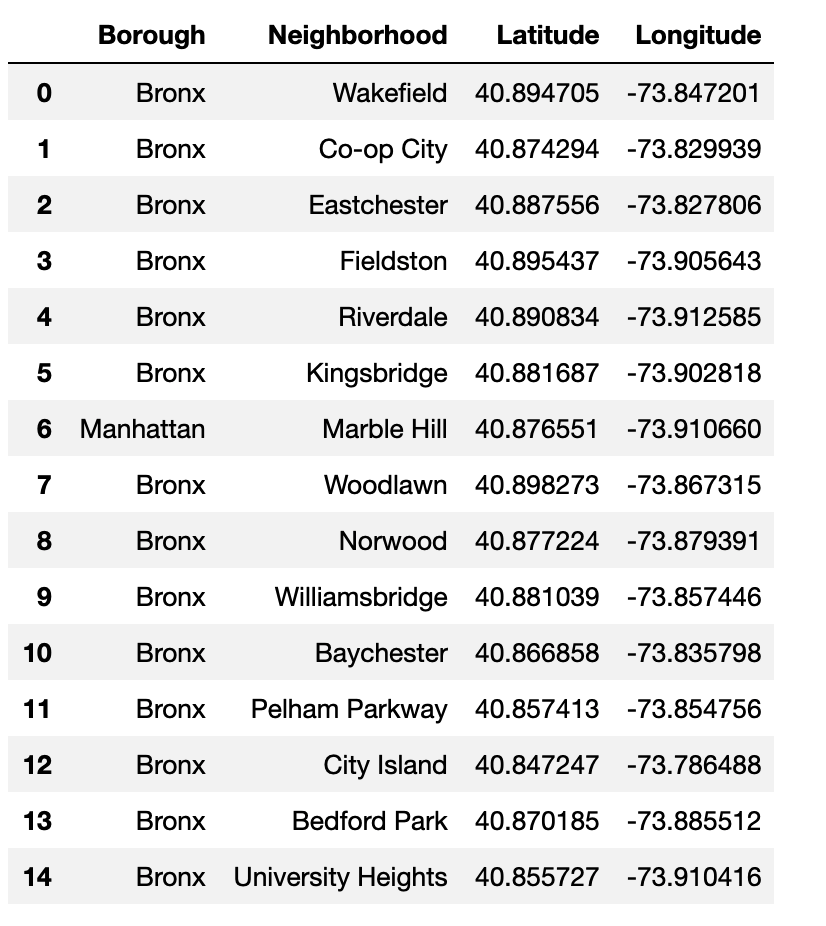 Borough Neighborhood Latitude Longitude
0 Bronx Wakefield 40.894705 -73.847201
1 Bronx Co-op City 40.874294 -73.829939
2 Bronx Eastchester 40.887556 -73.827806
3 Bronx Fieldston 40.895437 -73.905643
4 Bronx Riverdale 40.890834 -73.912585
5 Bronx Kingsbridge 40.881687 -73.902818
6 Manhattan Marble Hill 40.876551 -73.910660
7 Bronx Woodlawn 40.898273 -73.867315
8 Bronx Norwood 40.877224 -73.879391
9 Bronx Williamsbridge 40.881039 -73.857446
10 Bronx Baychester 40.866858 -73.835798
11 Bronx Pelham Parkway 40.857413 -73.854756
12 Bronx City Island 40.847247 -73.786488
13 Bronx Bedford Park 40.870185 -73.885512
14 Bronx University Heights 40.855727 -73.910416